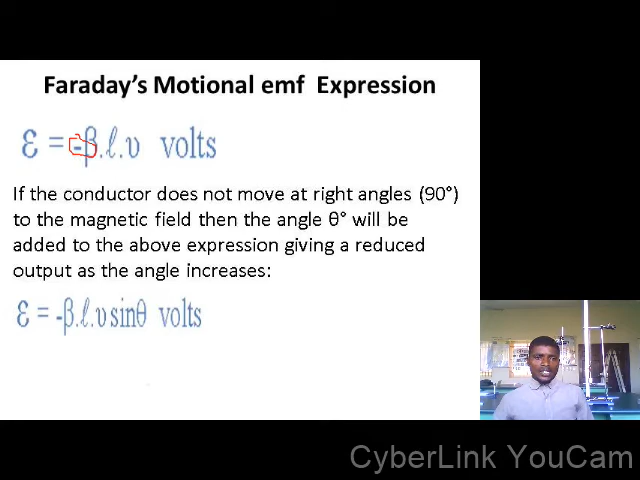 Faraday's Motional emf Expression
ε = -β.ℓ.υ volts
If the conductor does not move at right angles (90°)
to the magnetic field then the angle θ° will be
added to the above expression giving a reduced
output as the angle increases:
ε = -β.ℓ.υ sinθ volts
CyberLink YouCam